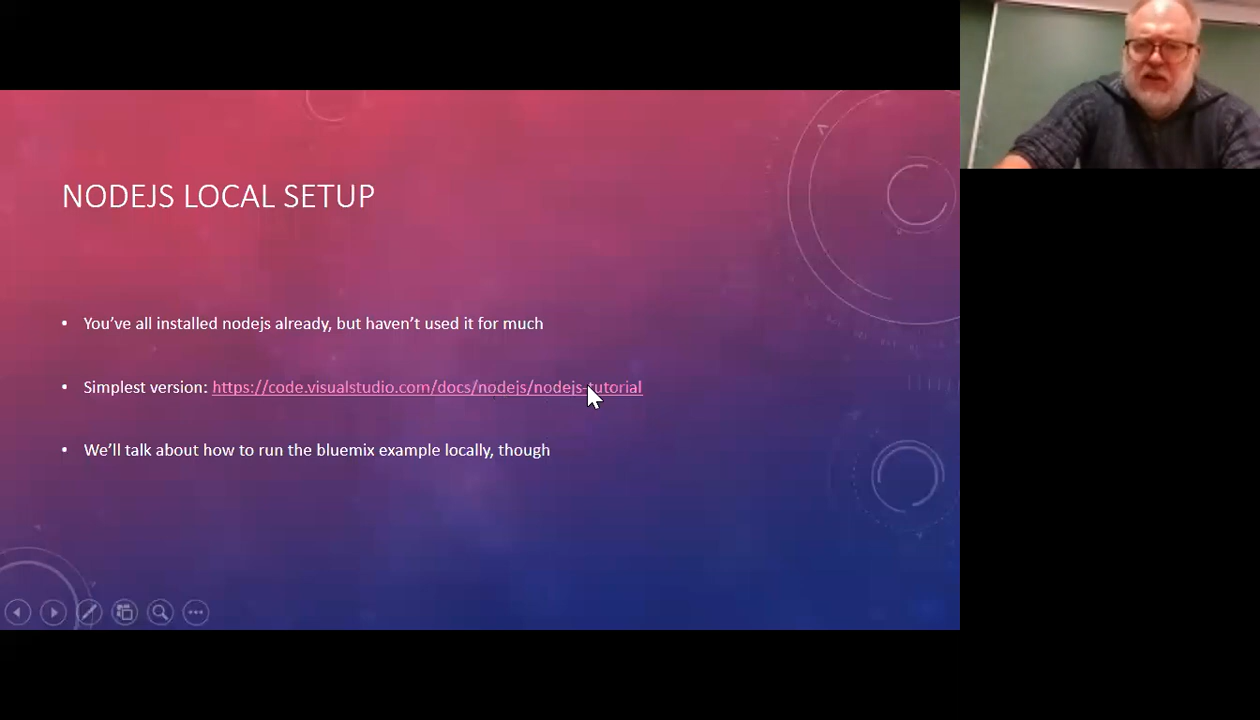 NODEJS LOCAL SETUP
• You've all installed nodejs already, but haven't used it for much
• Simplest version: https://code.visualstudio.com/docs/nodejs/nodejs-tutorial
• We'll talk about how to run the bluemix example locally, though